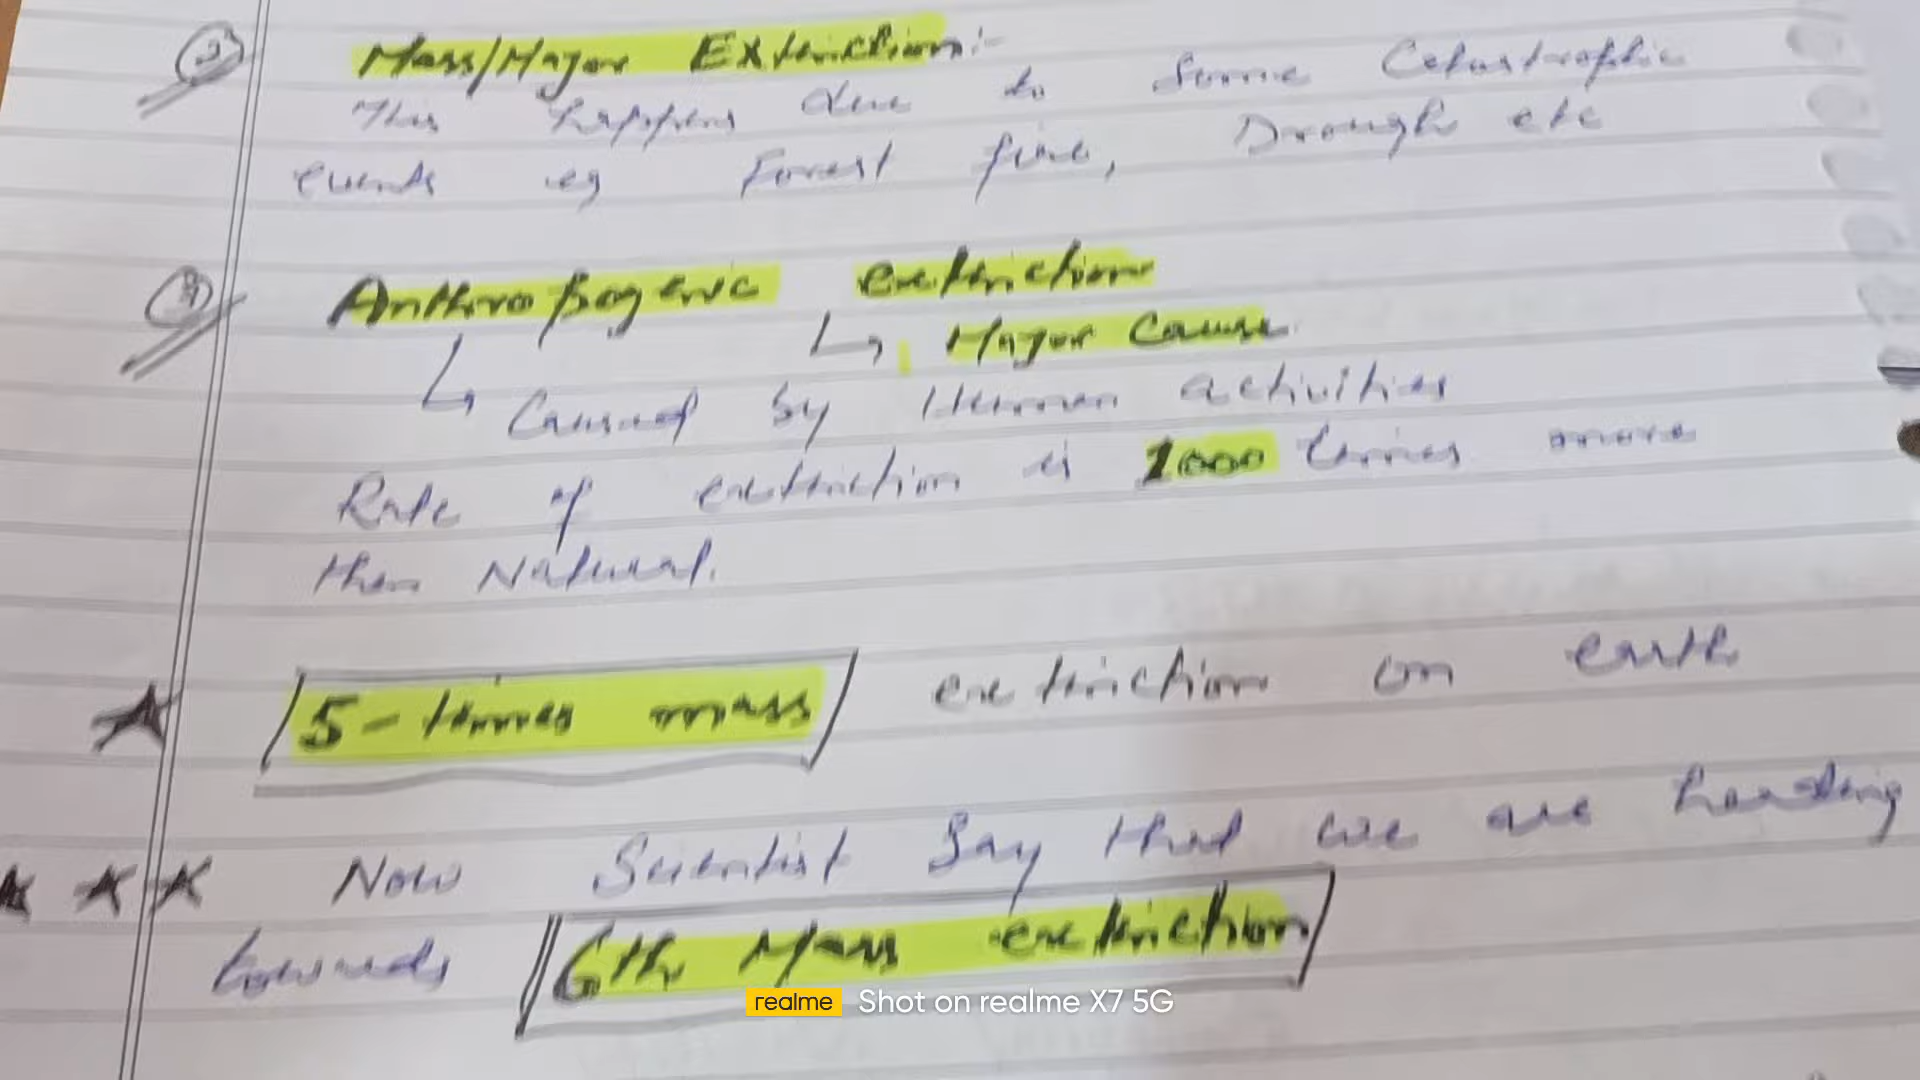 3
Mass/Major Extinction:-
This happens due to some Catastrophic
events eg Forest fire, Drought etc
4
Anthropogenic extinction
↳ Major Cause
↳ Caused by Human activities
Rate of extinction is 1000 times more
then Natural.
5-times mass extinction on earth
Now Scientist Say that we are heading
towards 6th Mass extinction
realme Shot on realme X7 5G